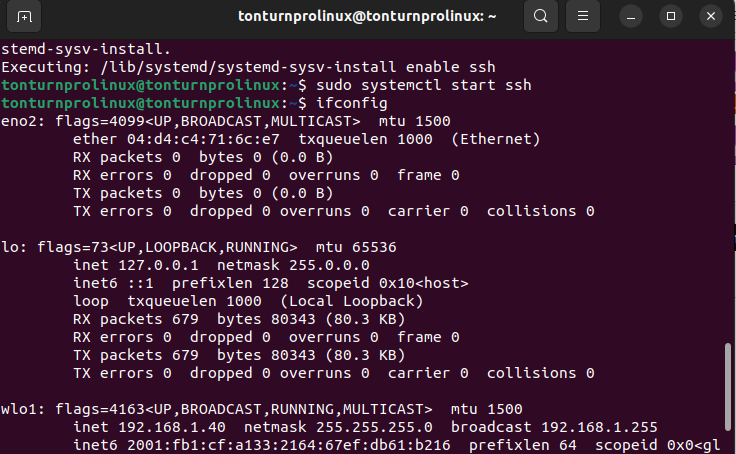 tonturnprolinux@tonturnprolinux: ~
stemd-sysv-install.
Executing: /lib/systemd/systemd-sysv-install enable ssh
tonturnprolinux@tonturnprolinux:~$ sudo systemctl start ssh
tonturnprolinux@tonturnprolinux:~$ ifconfig
eno2: flags=4099<UP,BROADCAST,MULTICAST>  mtu 1500
        ether 04:d4:c4:71:6c:e7  txqueuelen 1000  (Ethernet)
        RX packets 0  bytes 0 (0.0 B)
        RX errors 0  dropped 0  overruns 0  frame 0
        TX packets 0  bytes 0 (0.0 B)
        TX errors 0  dropped 0 overruns 0  carrier 0  collisions 0
lo: flags=73<UP,LOOPBACK,RUNNING>  mtu 65536
        inet 127.0.0.1  netmask 255.0.0.0
        inet6 ::1  prefixlen 128  scopeid 0x10<host>
        loop  txqueuelen 1000  (Local Loopback)
        RX packets 679  bytes 80343 (80.3 KB)
        RX errors 0  dropped 0  overruns 0  frame 0
        TX packets 679  bytes 80343 (80.3 KB)
        TX errors 0  dropped 0 overruns 0  carrier 0  collisions 0
wlo1: flags=4163<UP,BROADCAST,RUNNING,MULTICAST>  mtu 1500
        inet 192.168.1.40  netmask 255.255.255.0  broadcast 192.168.1.255
        inet6 2001:fb1:cf:a133:2164:67ef:db61:b216  prefixlen 64  scopeid 0x0<gl